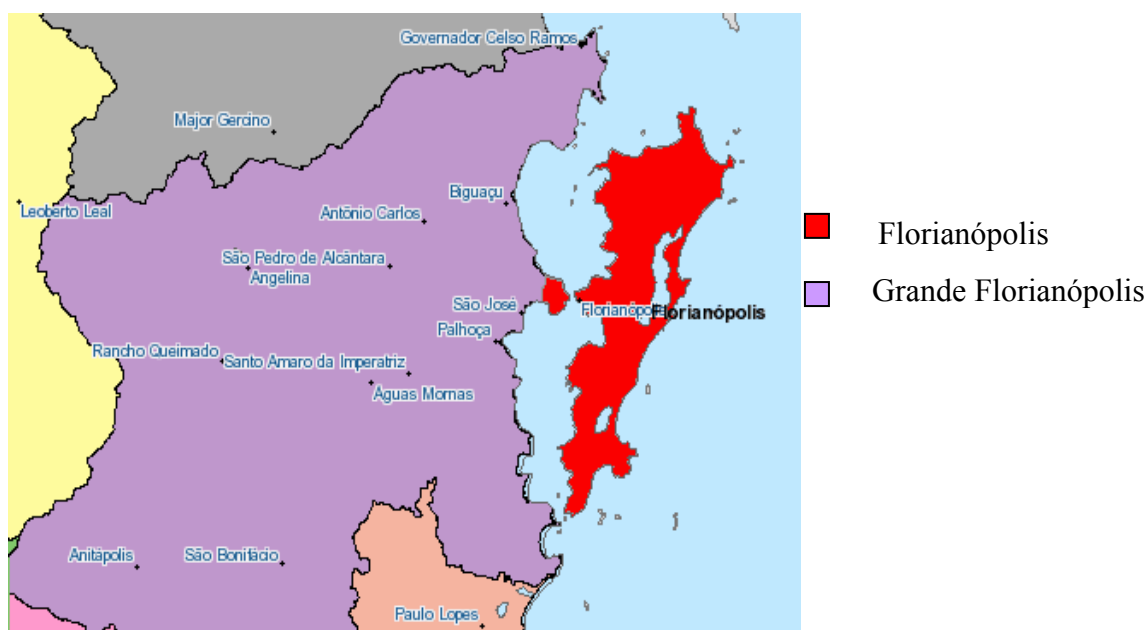 Governador Celso Ramos
Major Gercino
Leoberto Leal
Biguaçu
Antônio Carlos
São Pedro de Alcântara
Angelina
São José
Florianópolis
Florianópolis
Palhoça
Rancho Queimado
Santo Amaro da Imperatriz
Águas Mornas
Anitápolis
São Bonifácio
Paulo Lopes
Florianópolis
Grande Florianópolis